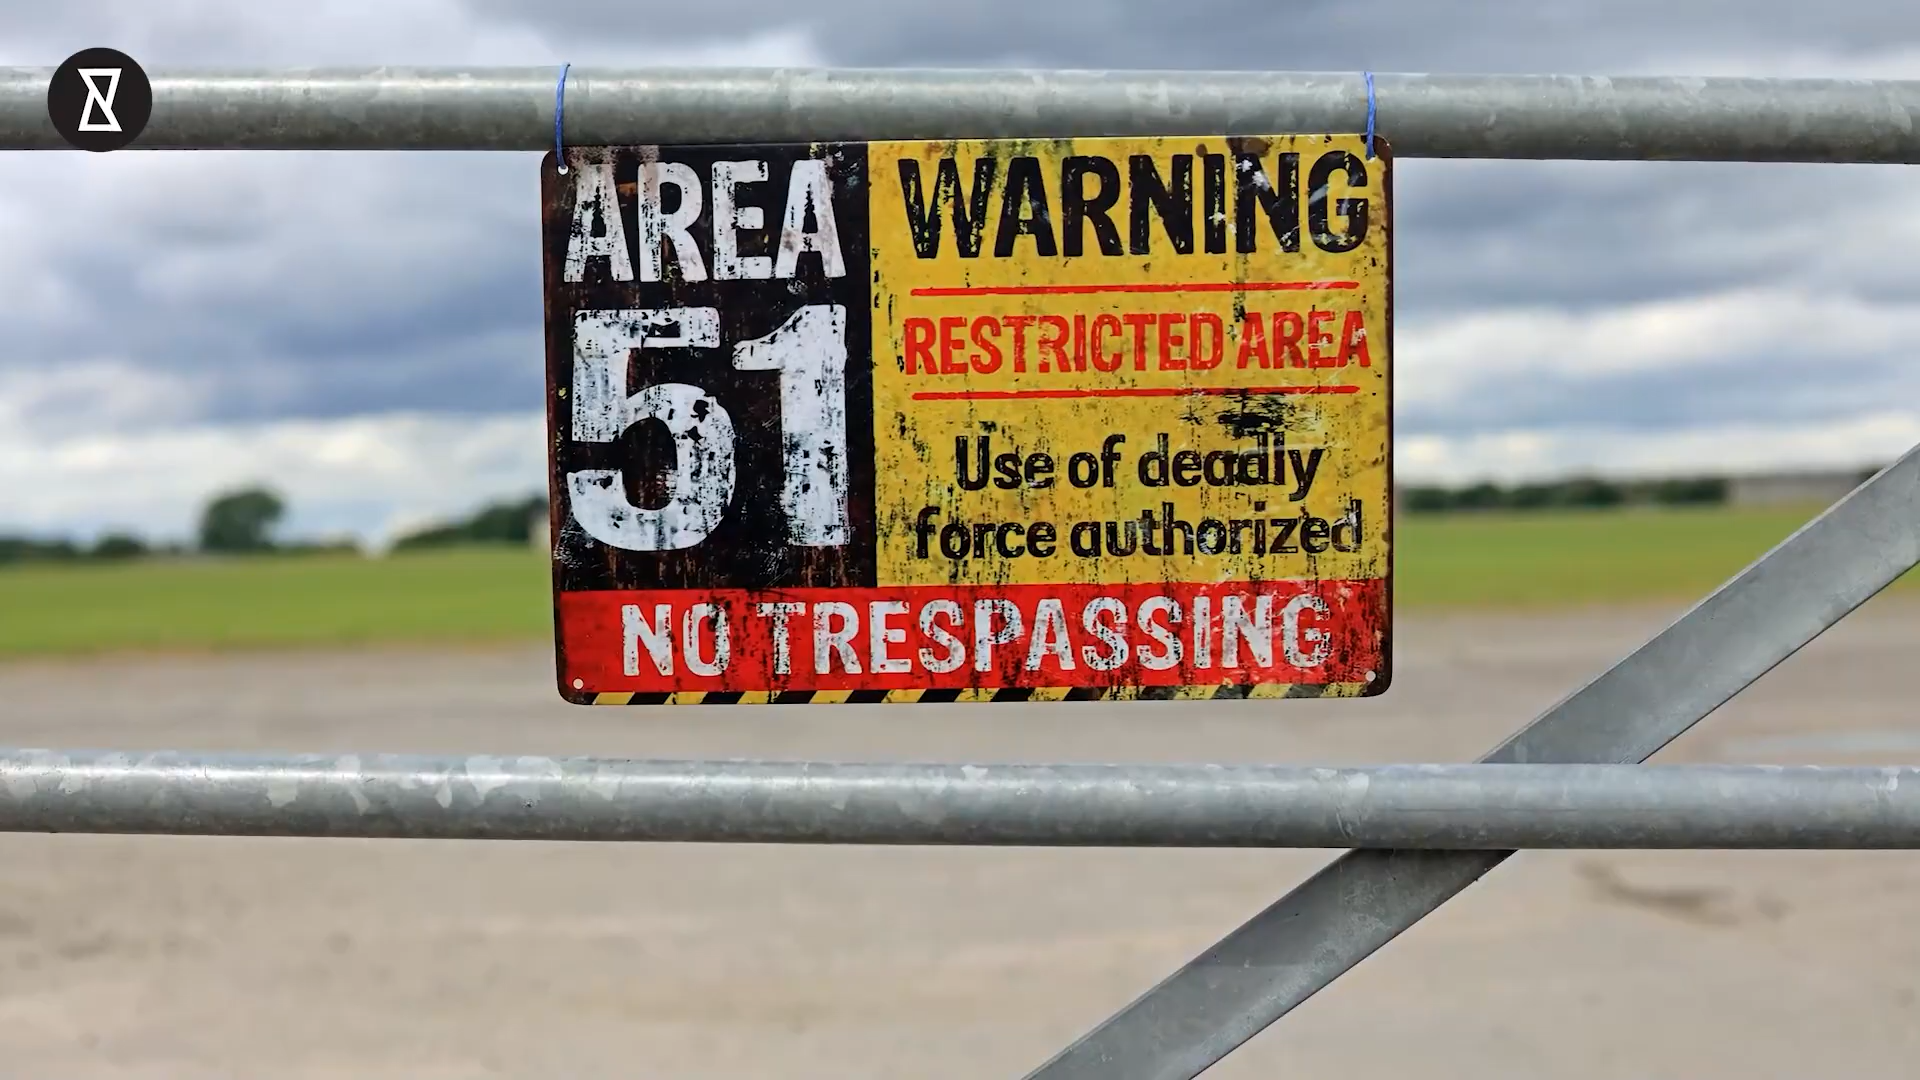 AREA
51
WARNING
RESTRICTED AREA
Use of deadly
force authorized
NO TRESPASSING